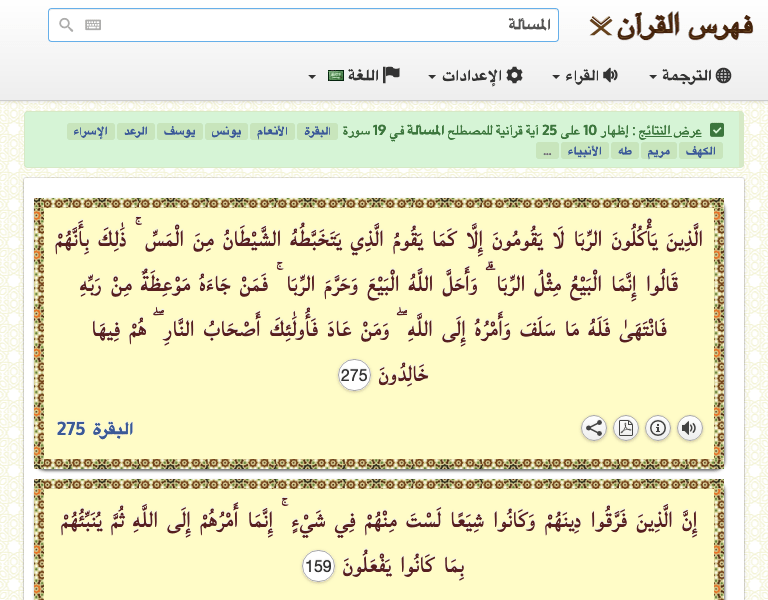 فهرس القرآن
المسالة
الترجمة القراء الإعدادات اللغة
عرض النتائج : إظهار 10 على 25 آية قرآنية للمصطلح المسالة في 19 سورة البقرة الأنعام يونس يوسف الرعد الإسراء
الكهف مريم طه الأنبياء ...
الَّذِينَ يَأْكُلُونَ الرِّبَا لَا يَقُومُونَ إِلَّا كَمَا يَقُومُ الَّذِي يَتَخَبَّطُهُ الشَّيْطَانُ مِنَ الْمَسِّ ۚ ذَٰلِكَ بِأَنَّهُمْ
قَالُوا إِنَّمَا الْبَيْعُ مِثْلُ الرِّبَا ۗ وَأَحَلَّ اللَّهُ الْبَيْعَ وَحَرَّمَ الرِّبَا ۚ فَمَنْ جَاءَهُ مَوْعِظَةٌ مِنْ رَبِّهِ
فَانْتَهَىٰ فَلَهُ مَا سَلَفَ وَأَمْرُهُ إِلَى اللَّهِ ۖ وَمَنْ عَادَ فَأُولَٰئِكَ أَصْحَابُ النَّارِ ۖ هُمْ فِيهَا
خَالِدُونَ 275
البقرة 275
إِنَّ الَّذِينَ فَرَّقُوا دِينَهُمْ وَكَانُوا شِيَعًا لَسْتَ مِنْهُمْ فِي شَيْءٍ ۚ إِنَّمَا أَمْرُهُمْ إِلَى اللَّهِ ثُمَّ يُنَبِّئُهُمْ
بِمَا كَانُوا يَفْعَلُونَ 159